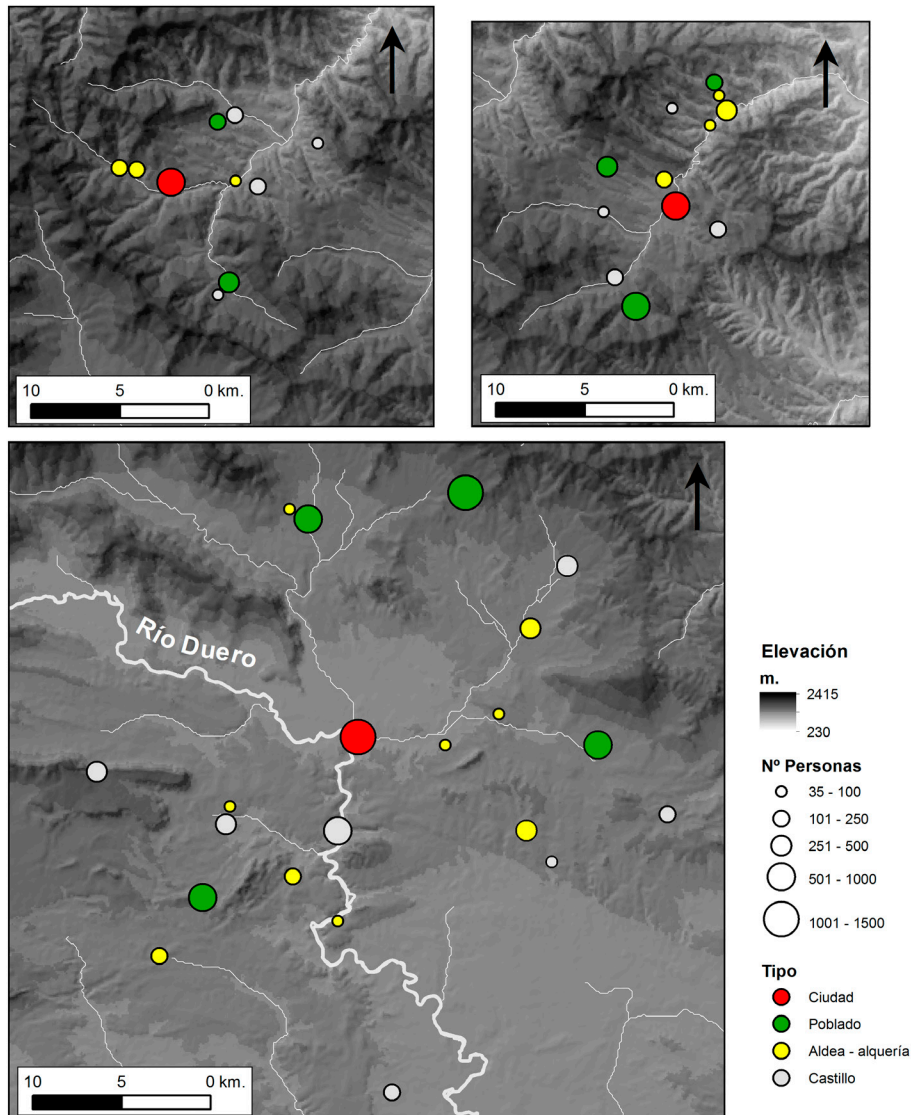 10 5 0 km.
10 5 0 km.
Río Duero
10 5 0 km.
Elevación
m.
2415
230
Nº Personas
35 - 100
101 - 250
251 - 500
501 - 1000
1001 - 1500
Tipo
Ciudad
Poblado
Aldea - alquería
Castillo